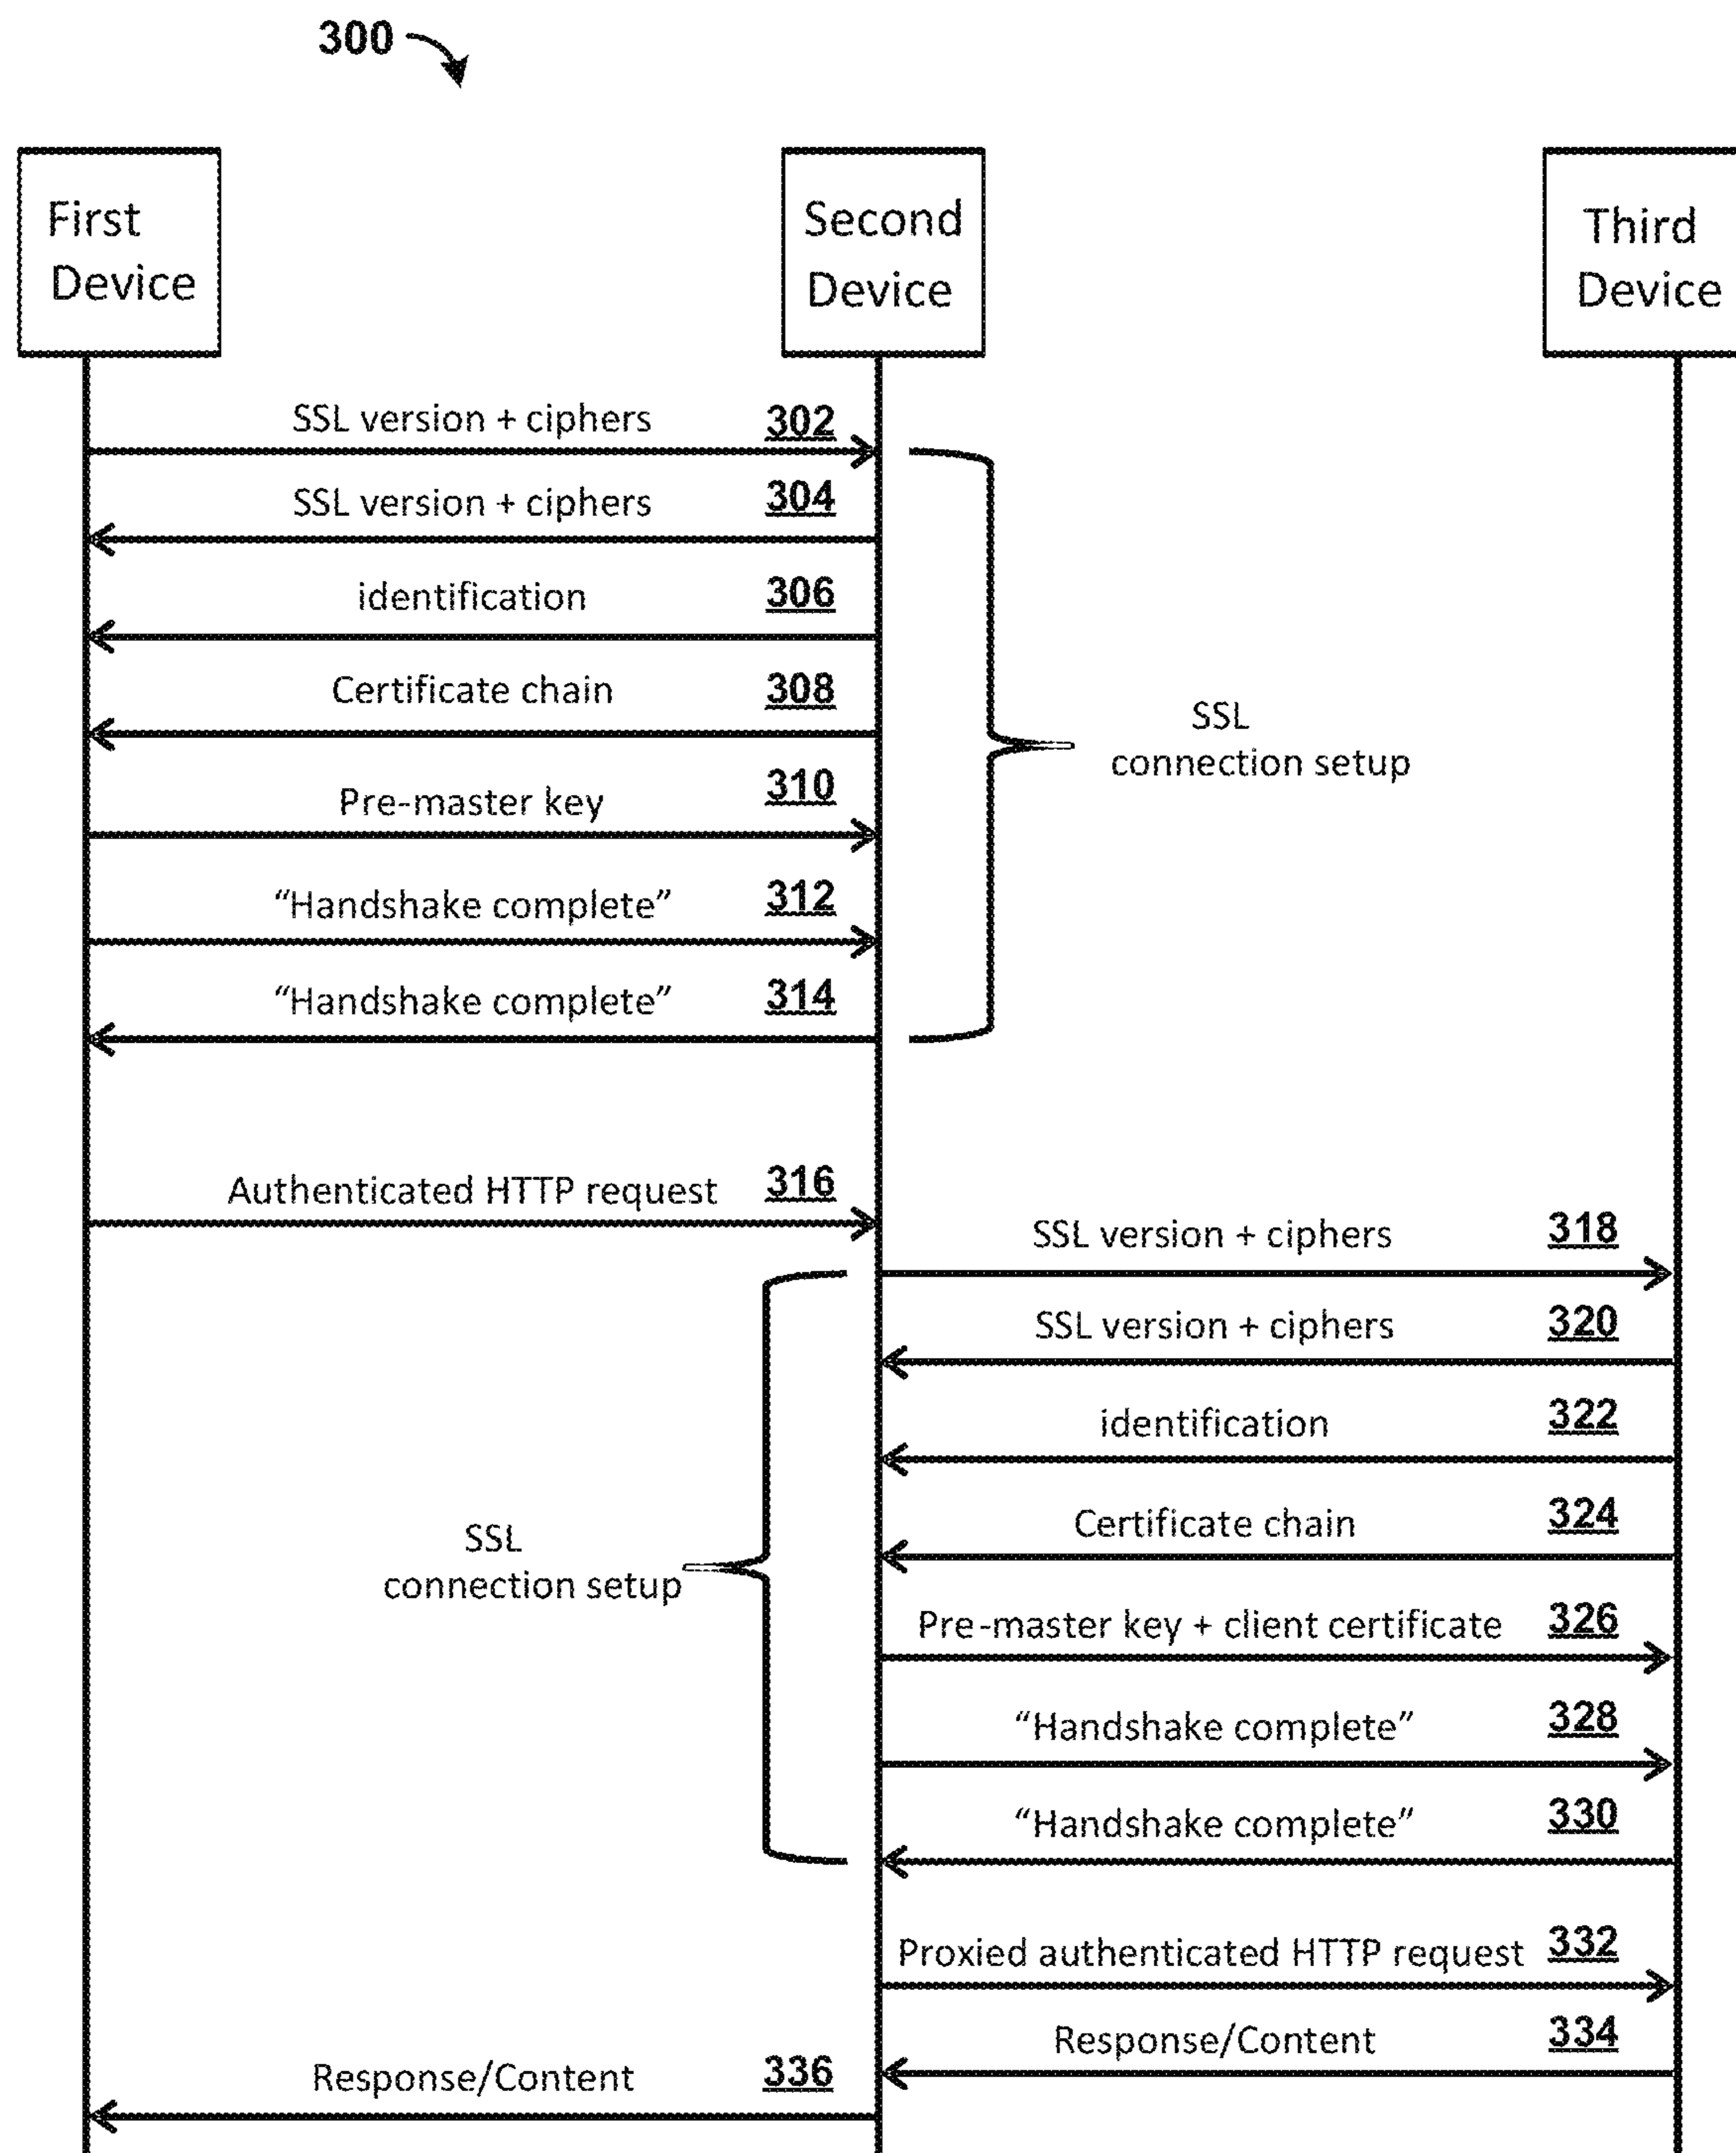 300
First
Device
Second
Device
Third
Device
SSL version + ciphers 302
SSL version + ciphers 304
identification 306
Certificate chain 308
SSL
connection setup
Pre-master key 310
“Handshake complete” 312
“Handshake complete” 314
Authenticated HTTP request 316
SSL version + ciphers 318
SSL version + ciphers 320
identification 322
Certificate chain 324
SSL
connection setup
Pre-master key + client certificate 326
“Handshake complete” 328
“Handshake complete” 330
Proxied authenticated HTTP request 332
Response/Content 334
Response/Content 336